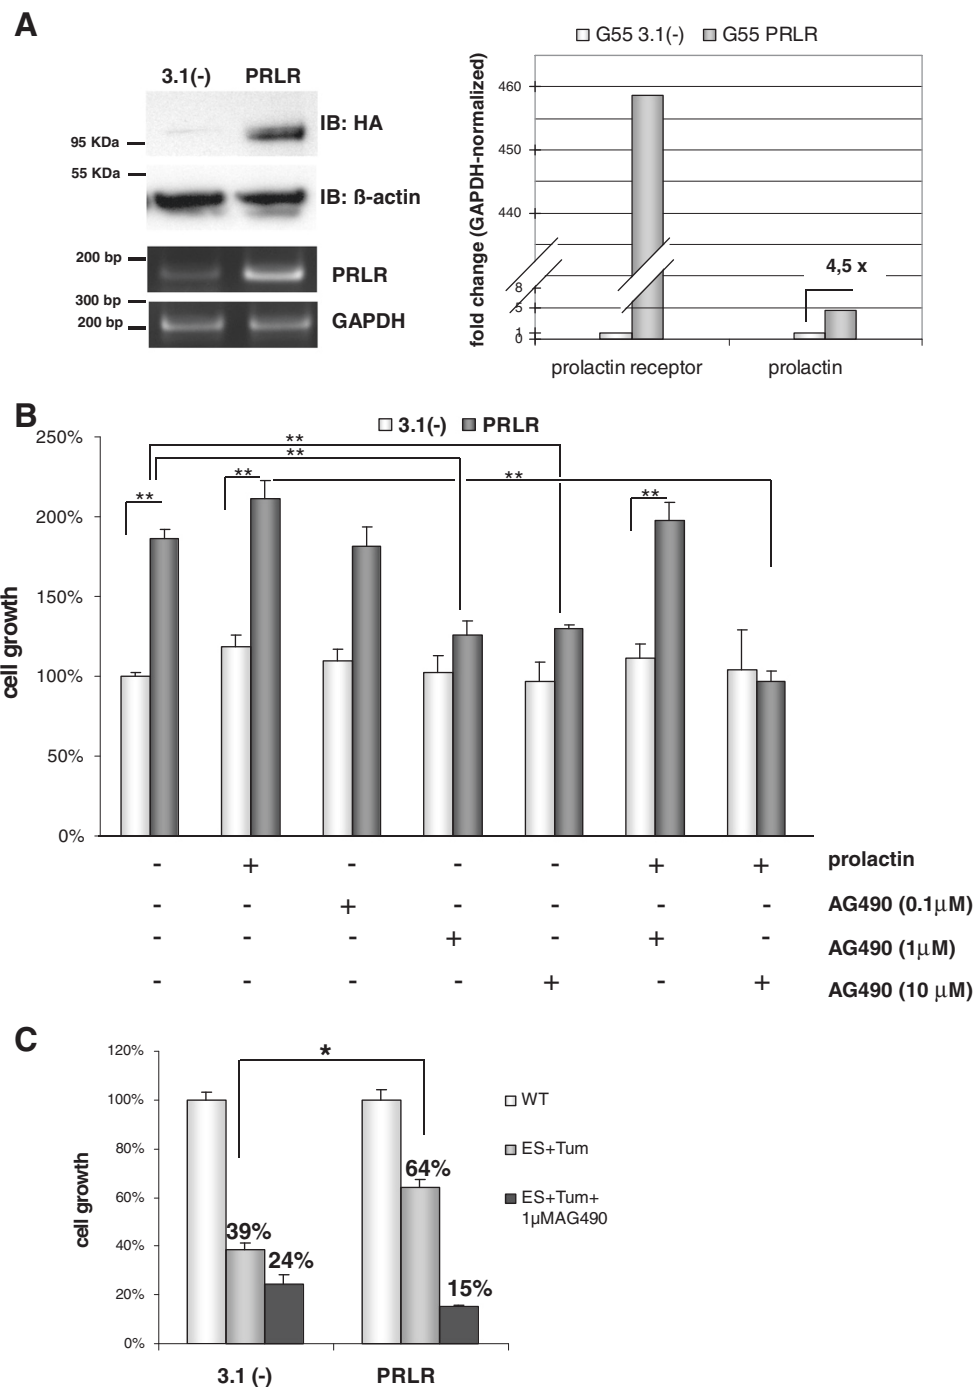 A
3.1(-) PRLR
IB: HA
95 KDa
55 KDa
IB: ß-actin
200 bp
PRLR
300 bp
200 bp
GAPDH
G55 3.1(-) G55 PRLR
fold change (GAPDH-normalized)
460
450
440
8
5
1
0
4,5 x
prolactin receptor prolactin
B
3.1(-) PRLR
cell growth
250%
200%
150%
100%
50%
0%
** ** ** ** ** **
- + - - - + + prolactin
- - + - - - - AG490 (0.1µM)
- - - + - + - AG490 (1µM)
- - - - + - + AG490 (10 µM)
C
cell growth
120%
100%
80%
60%
40%
20%
0%
*
39%
24%
64%
15%
WT
ES+Tum
ES+Tum+
1µMAG490
3.1 (-) PRLR